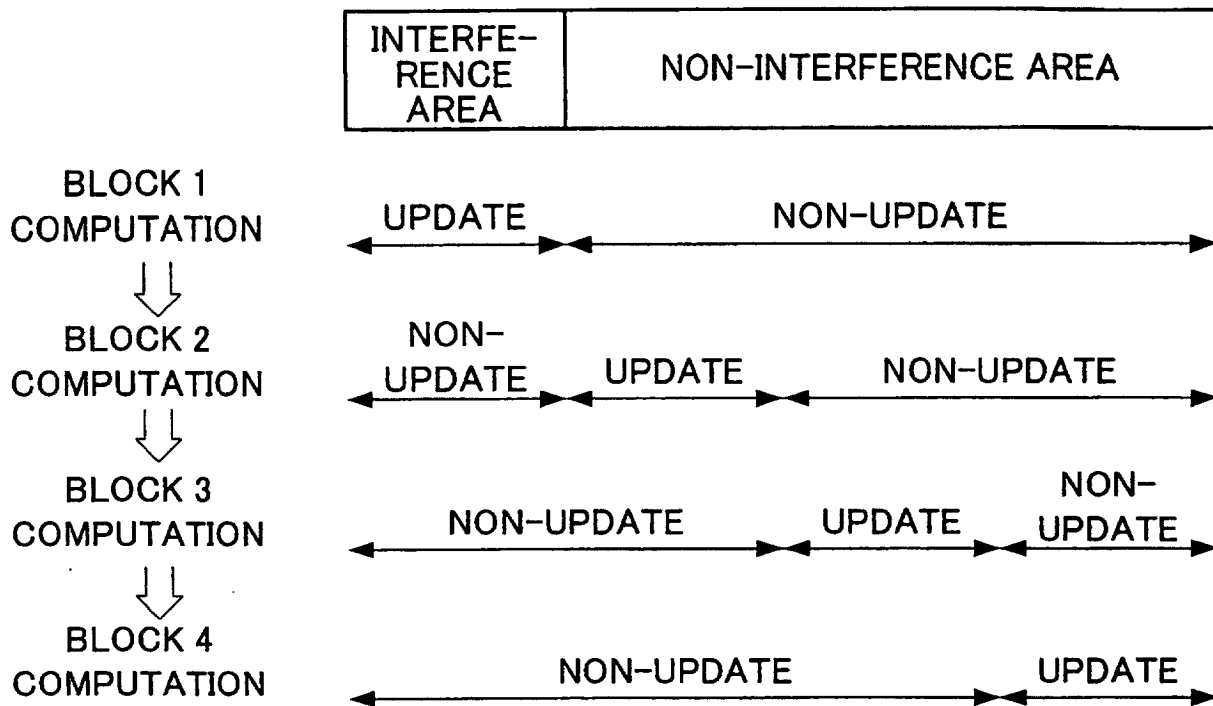 INTERFE-
RENCE
AREA
NON-INTERFERENCE AREA
BLOCK 1
COMPUTATION
UPDATE
NON-UPDATE
BLOCK 2
COMPUTATION
NON-
UPDATE
UPDATE
NON-UPDATE
BLOCK 3
COMPUTATION
NON-UPDATE
UPDATE
NON-
UPDATE
BLOCK 4
COMPUTATION
NON-UPDATE
UPDATE